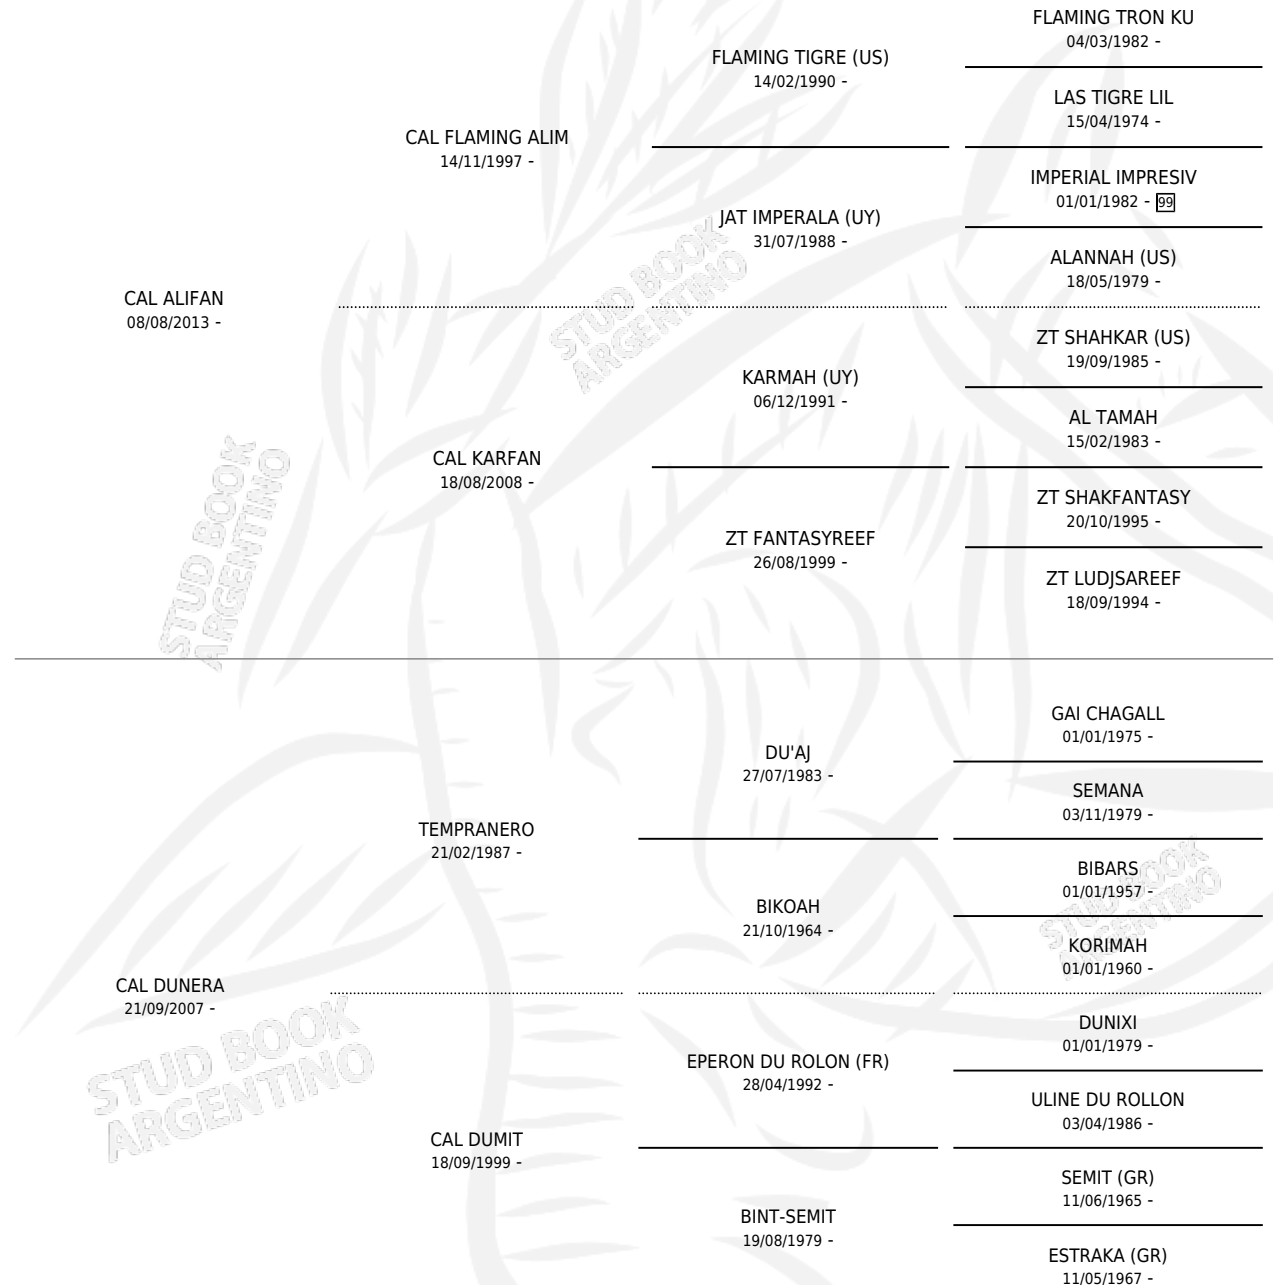 FLAMING TRON KU
04/03/1982 -
FLAMING TIGRE (US)
14/02/1990 -
LAS TIGRE LIL
15/04/1974 -
CAL FLAMING ALIM
14/11/1997 -
IMPERIAL IMPRESIV
01/01/1982 - 99
JAT IMPERALA (UY)
31/07/1988 -
ALANNAH (US)
18/05/1979 -
CAL ALIFAN
08/08/2013 -
ZT SHAHKAR (US)
19/09/1985 -
KARMAH (UY)
06/12/1991 -
AL TAMAH
15/02/1983 -
CAL KARFAN
18/08/2008 -
ZT SHAKFANTASY
20/10/1995 -
ZT FANTASYREEF
26/08/1999 -
ZT LUDJSAREEF
18/09/1994 -
STUD BOOK
ARGENTINO
STUD BOOK
ARGENTINO
GAI CHAGALL
01/01/1975 -
DU'AJ
27/07/1983 -
SEMANA
03/11/1979 -
TEMPRANERO
21/02/1987 -
BIBARS
01/01/1957 -
BIKOAH
21/10/1964 -
KORIMAH
01/01/1960 -
STUD BOOK
ARGENTINO
CAL DUNERA
21/09/2007 -
DUNIXI
01/01/1979 -
EPERON DU ROLON (FR)
28/04/1992 -
ULINE DU ROLLON
03/04/1986 -
CAL DUMIT
18/09/1999 -
SEMIT (GR)
11/06/1965 -
BINT-SEMIT
19/08/1979 -
ESTRAKA (GR)
11/05/1967 -
STUD BOOK
ARGENTINO